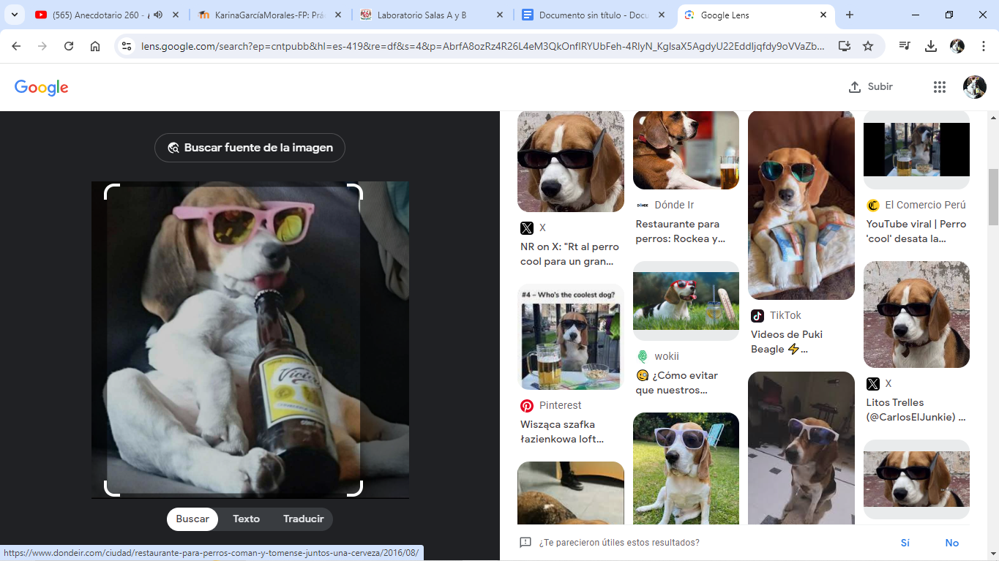 (565) Anecdotario 260 -
KarinaGarcíaMorales-FP: Prá
Laboratorio Salas A y B
Documento sin título - Docu
Google Lens
lens.google.com/search?ep=cntpubb&hl=es-419&re=df&s=4&p=AbrfA8ozRz4R26L4eM3QkOnfIRYUbFeh-4RlyN_KgIsaX5AgdyU22EddIjqfdy9oVVaZb...
Google
Subir
Buscar fuente de la imagen
Victoria
Buscar
Texto
Traducir
X
NR on X: "Rt al perro
cool para un gran...
#4 – Who's the coolest dog?
Pinterest
Wisząca szafka
łazienkowa loft...
DÓNDE
Dónde Ir
Restaurante para
perros: Rockea y...
wokii
¿Cómo evitar
que nuestros...
TikTok
Videos de Puki
Beagle ⚡...
El Comercio Perú
YouTube viral | Perro
'cool' desata la...
X
Litos Trelles
(@CarlosElJunkie) ...
¿Te parecieron útiles estos resultados?
Sí
No
https://www.dondeir.com/ciudad/restaurante-para-perros-coman-y-tomense-juntos-una-cerveza/2016/08/